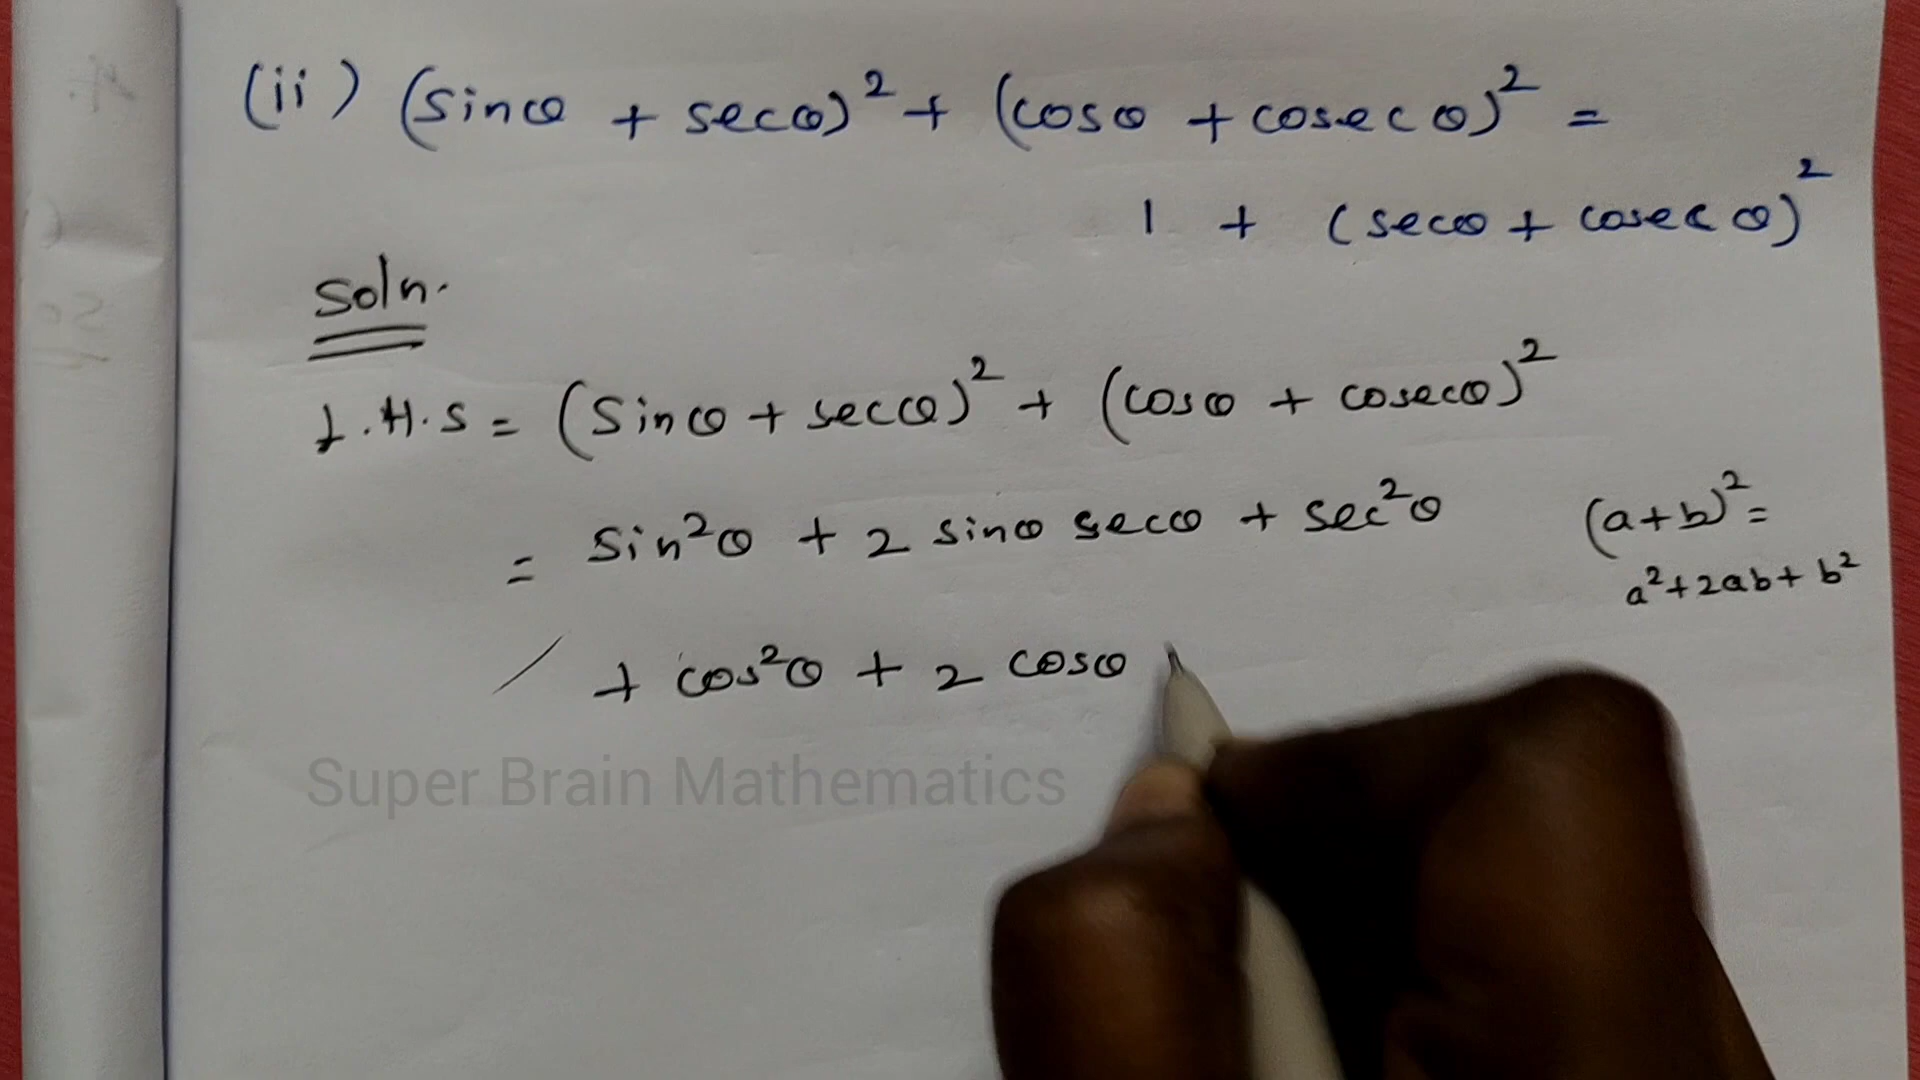 (ii) (sinθ + secθ)² + (cosθ + cosecθ)² =
1 + (secθ + cosecθ)²
Soln.
L.H.S = (Sinθ + secθ)² + (cosθ + cosecθ)²
= Sin²θ + 2 sinθ secθ + sec²θ
(a+b)² =
a²+2ab+b²
+ cos²θ + 2 cosθ
Super Brain Mathematics